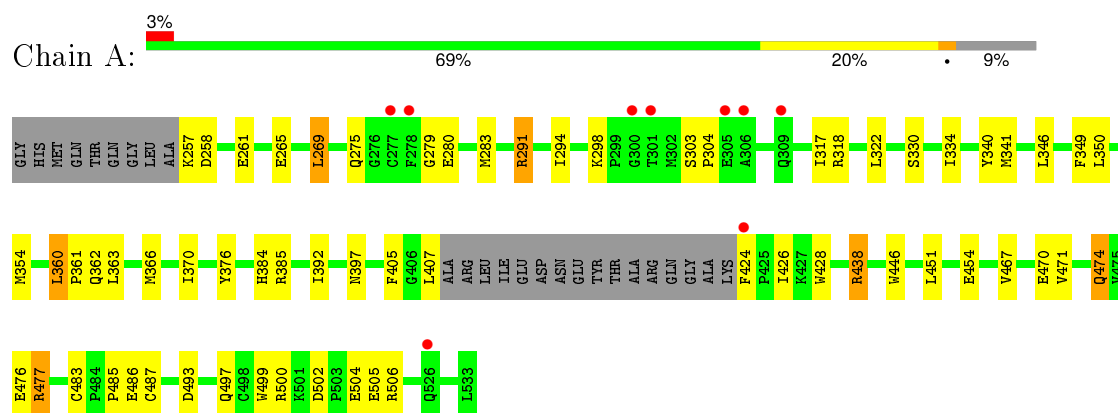 3%
Chain A:
69% 20% • 9%
GLY HIS MET GLN THR GLN GLY LEU ALA K257 D258 E261 E265 L269 Q275 G276 G277 F278 G279 E280 M283 R291 I294 K298 P299 G300 T301 M302 S303 P304 E305 A306 Q309 I317 R318 L322 S330 I334 Y340 M341 L346 F349 L350
M354 L360 P361 Q362 L363 M366 I370 Y376 H384 R385 I392 N397 F405 G406 L407 ALA ARG LEU ILE GLU ASP ASN GLU TYR THR ALA ARG GLN GLY ALA LYS F424 P425 I426 K427 W428 R438 W446 L451 E454 V467 E470 V471 Q474 V475
E476 R477 C483 P484 P485 E486 C487 D493 Q497 C498 W499 R500 K501 D502 P503 E504 E505 R506 Q526 L533